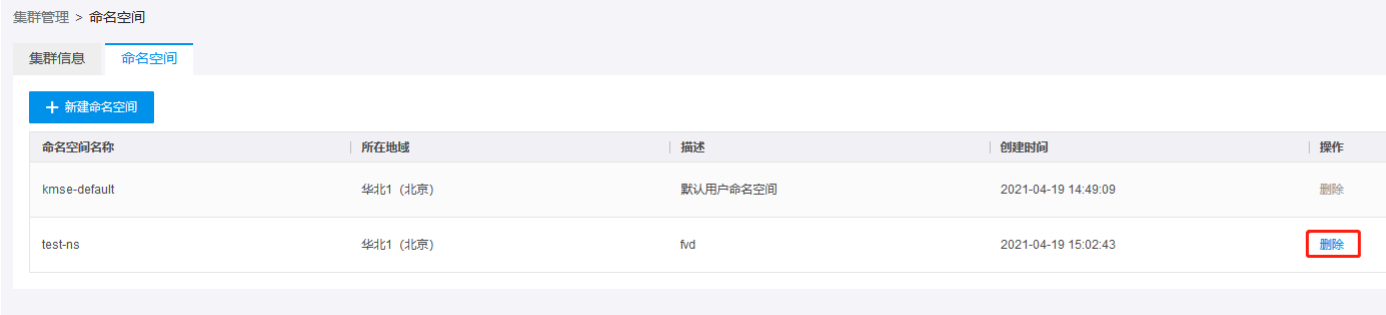 集群管理 > 命名空间
集群信息 命名空间
+ 新建命名空间
命名空间名称 所在地域 描述 创建时间 操作
kmse-default 华北1（北京） 默认用户命名空间 2021-04-19 14:49:09 删除
test-ns 华北1（北京） fvd 2021-04-19 15:02:43 删除